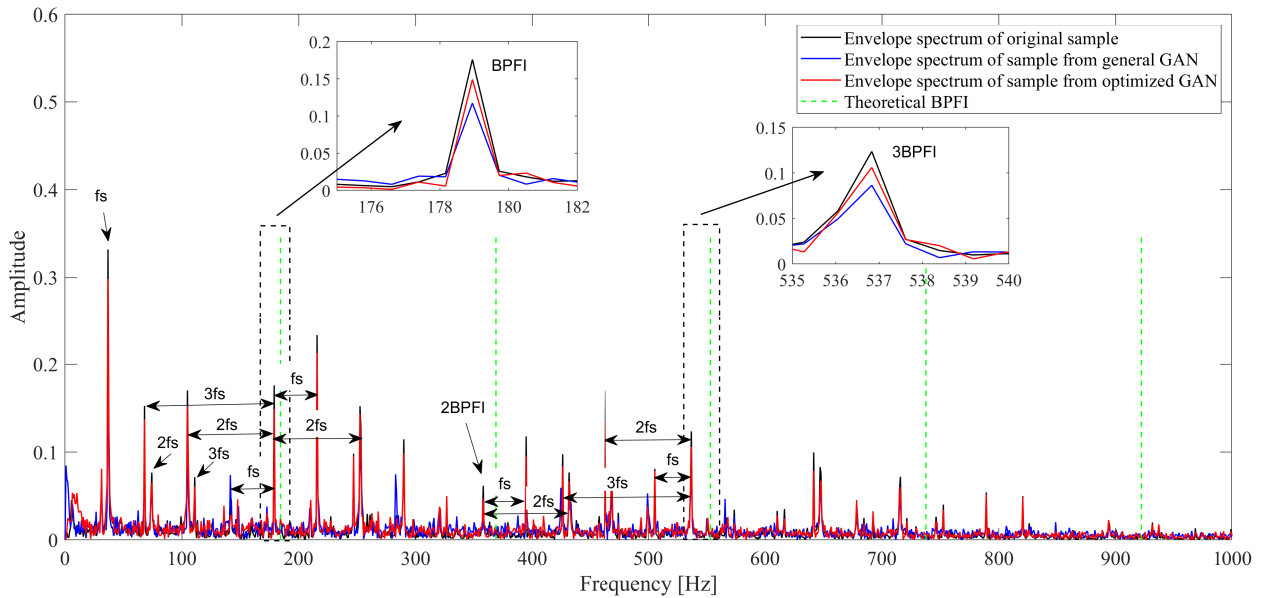 Envelope spectrum of original sample
Envelope spectrum of sample from general GAN
Envelope spectrum of sample from optimized GAN
Theoretical BPFI
0.6
0.5
0.4
0.3
0.2
0.1
0
Amplitude
0 100 200 300 400 500 600 700 800 900 1000
Frequency [Hz]
0.2
0.15
0.1
0.05
0
BPFI
176 178 180 182
0.15
0.1
0.05
0
3BPFI
535 536 537 538 539 540
fs
3fs
fs
2fs
2fs
2fs
3fs
fs
2BPFI
fs
2fs
2fs
fs
3fs